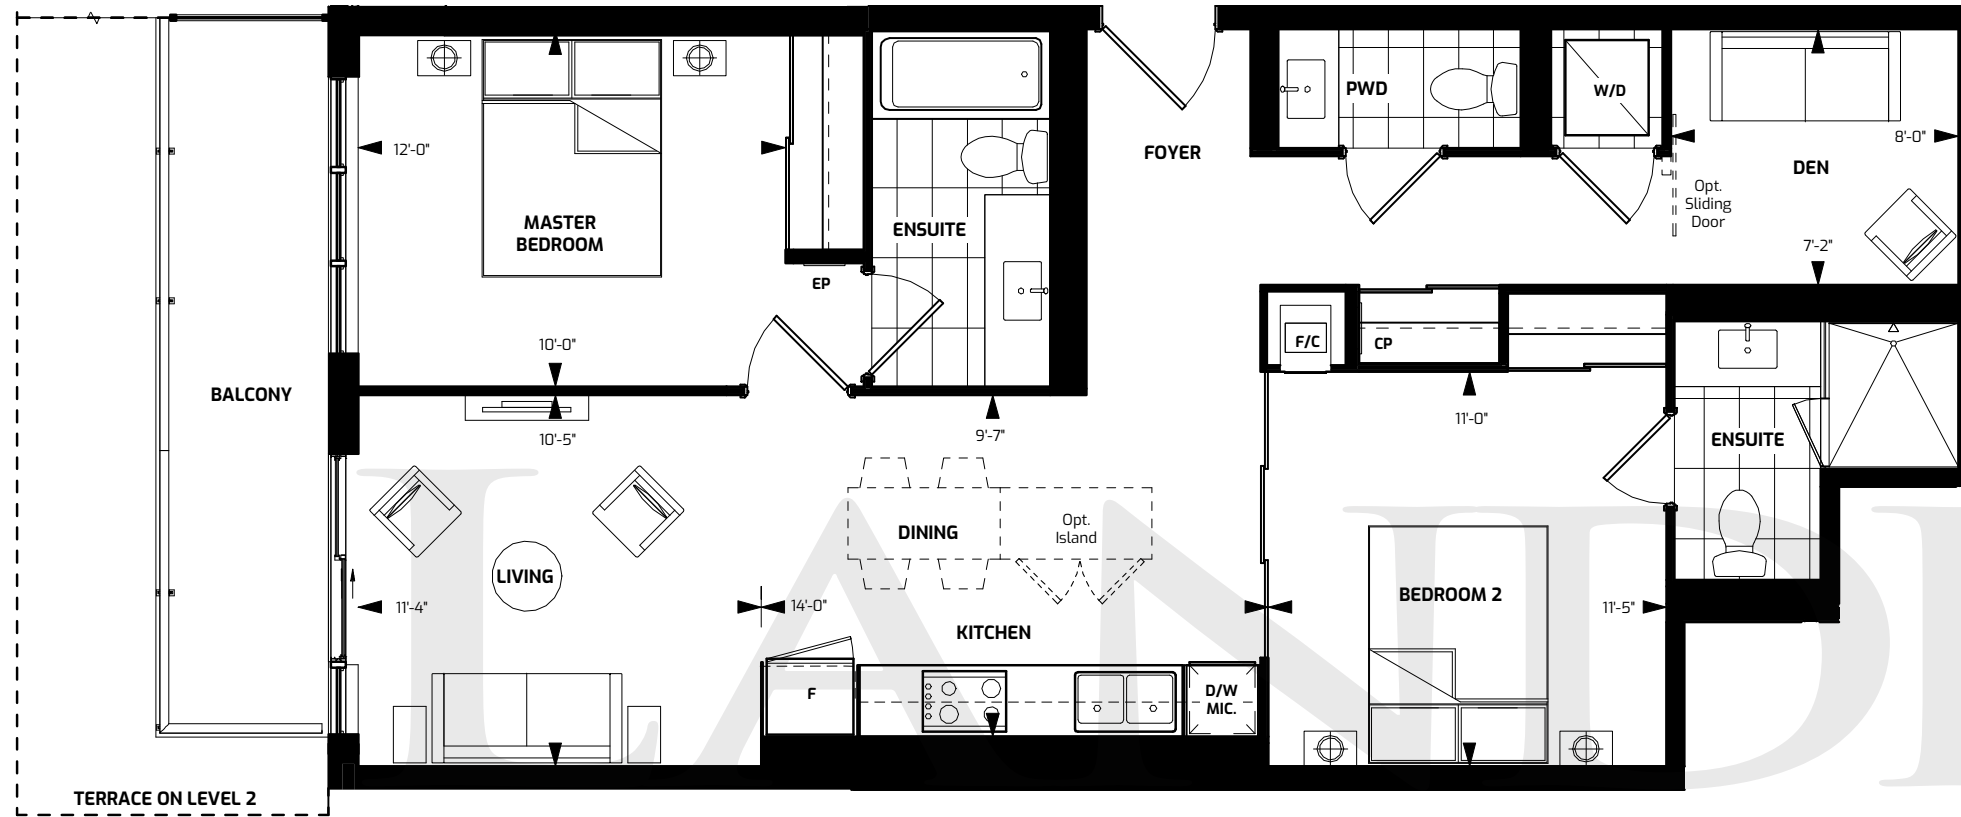 PWD
W/D
12'-0"
FOYER
8'-0"
DEN
Opt.
Sliding
Door
MASTER
BEDROOM
ENSUITE
7'-2"
EP
10'-0"
F/C
CP
BALCONY
10'-5"
9'-7"
11'-0"
ENSUITE
DINING
Opt.
Island
LIVING
11'-4"
14'-0"
KITCHEN
BEDROOM 2
11'-5"
F
D/W
MIC.
TERRACE ON LEVEL 2
LAND